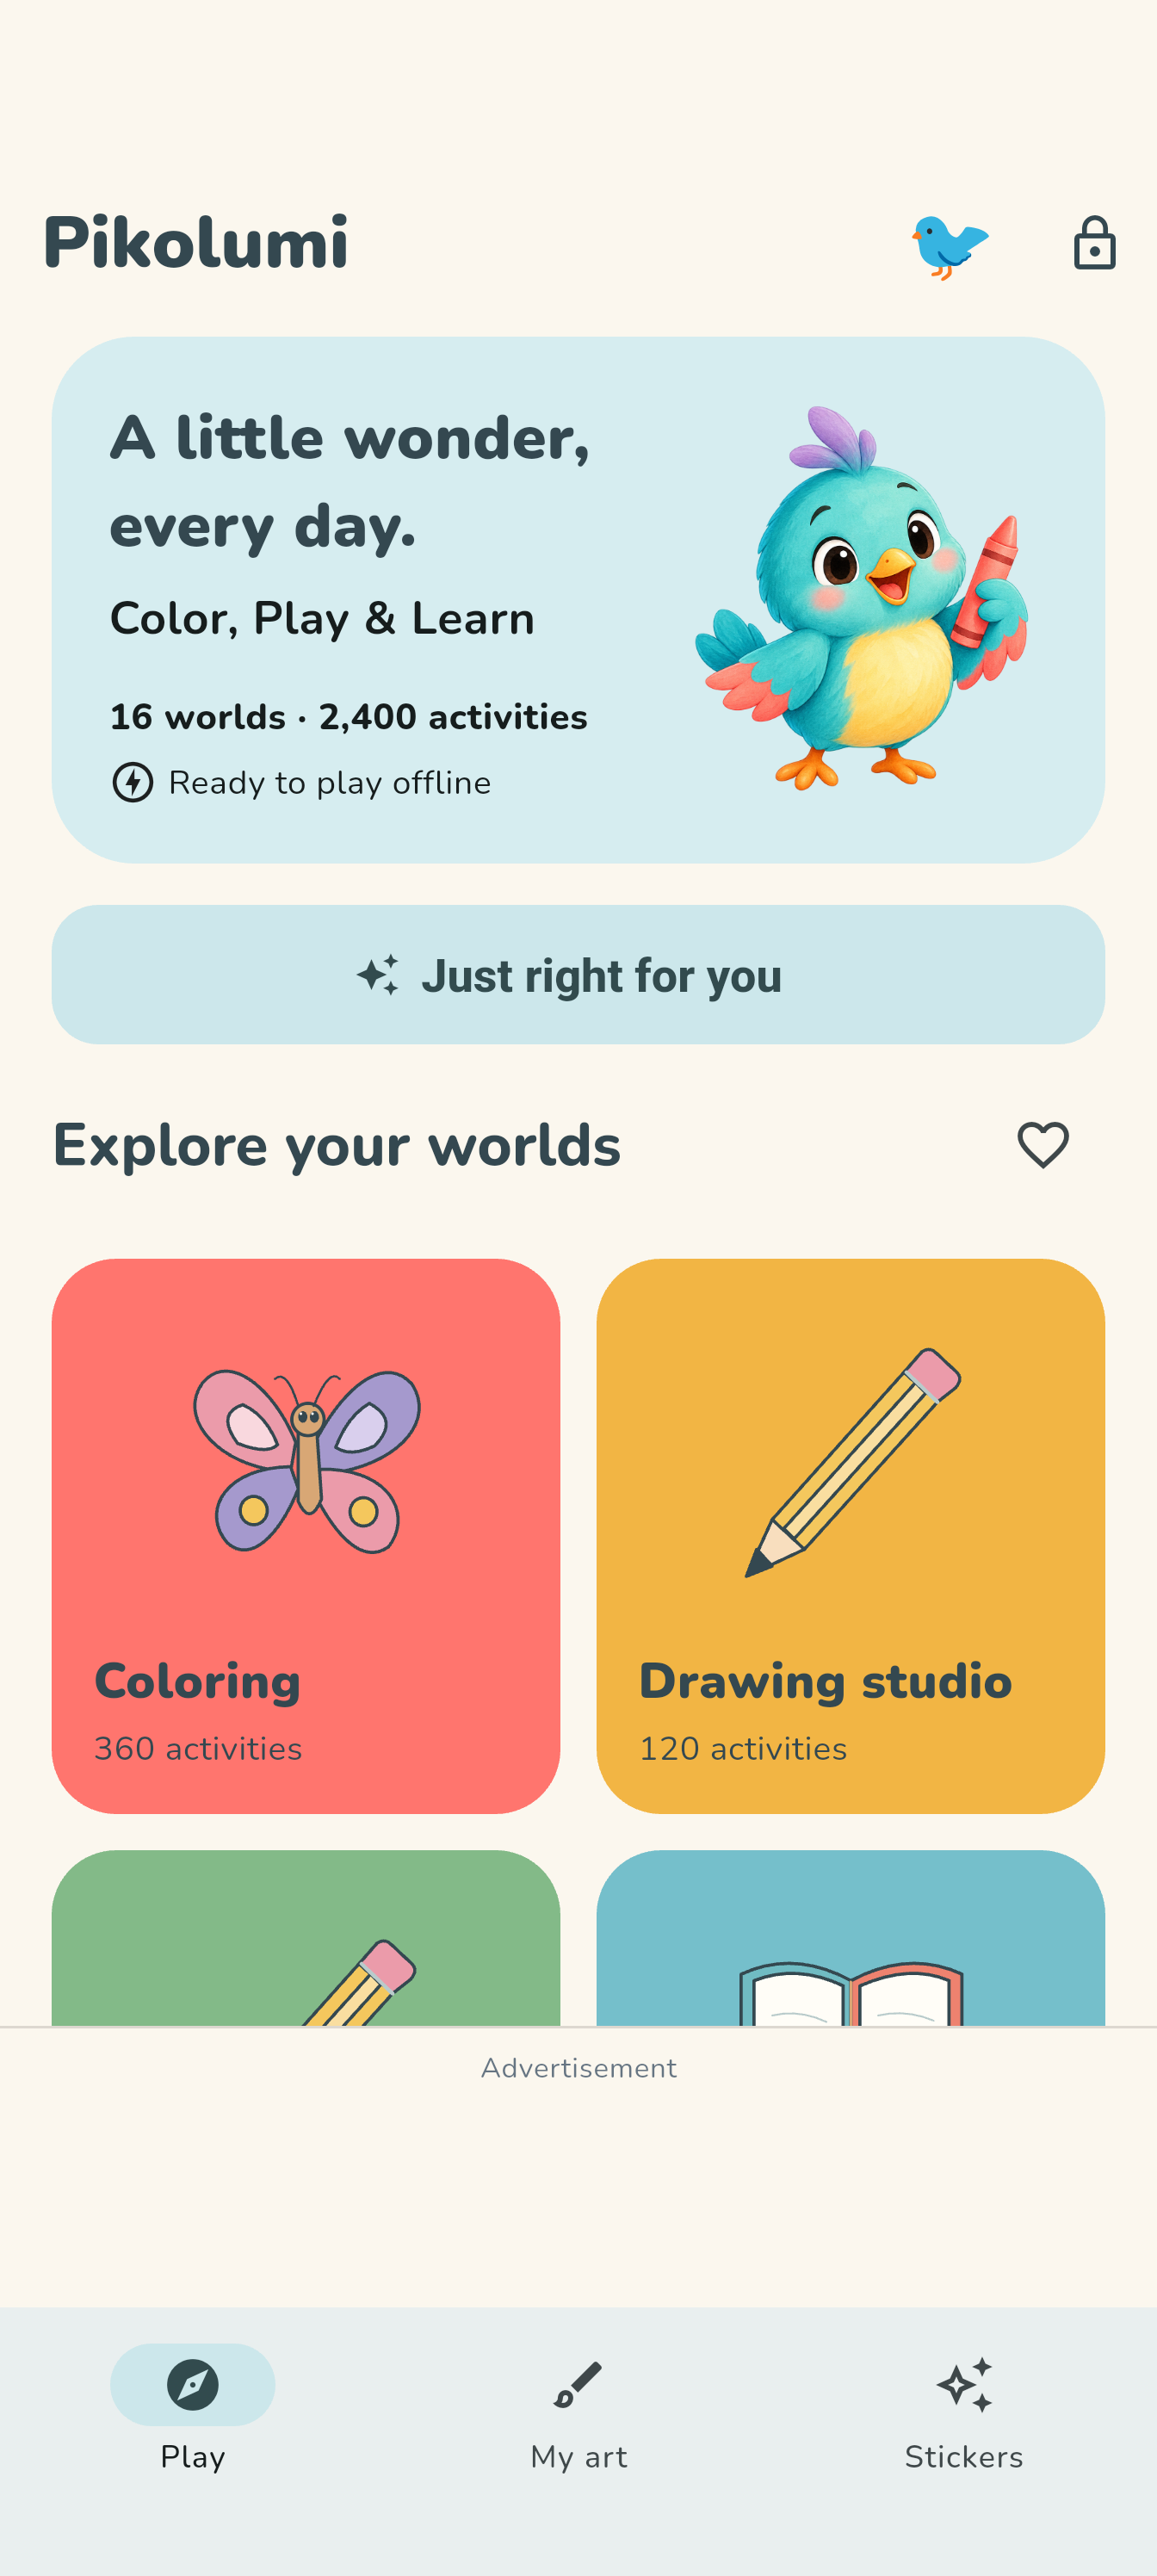 Pikolumi
A little wonder,
every day.
Color, Play & Learn
16 worlds · 2,400 activities
Ready to play offline
Just right for you
Explore your worlds
Coloring
360 activities
Drawing studio
120 activities
Advertisement
Play
My art
Stickers